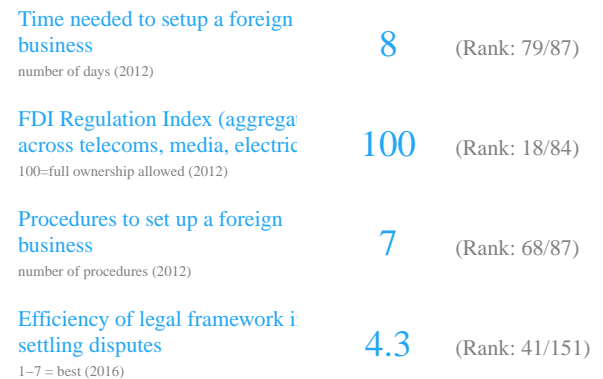 Time needed to setup a foreign
business
number of days (2012)
8
(Rank: 79/87)
FDI Regulation Index
across telecoms, media,
100=full ownership allowed (2012)
100
(Rank: 18/84)
Procedures to set up a foreign
business
number of procedures (2012)
7
(Rank: 68/87)
Efficiency of legal framework
settling disputes
1–7 = best (2016)
4.3
(Rank: 41/151)